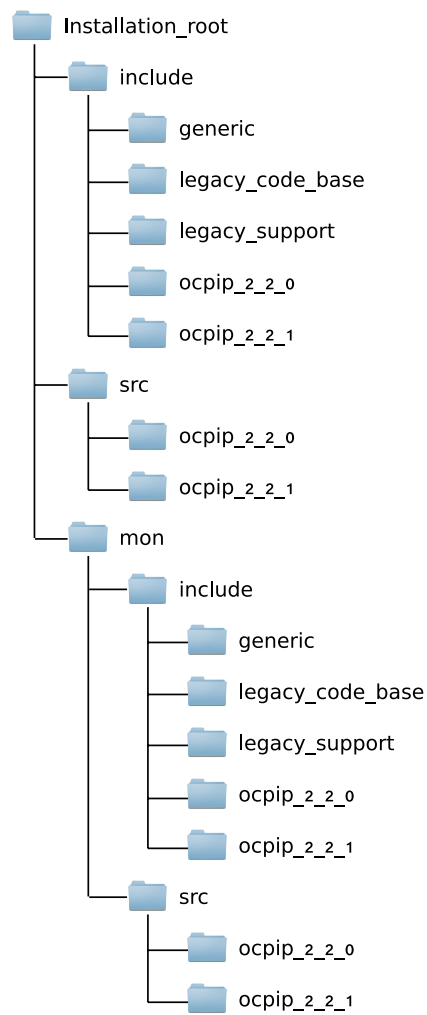 Installation_root
include
generic
legacy_code_base
legacy_support
ocpip_2_2_0
ocpip_2_2_1
src
ocpip_2_2_0
ocpip_2_2_1
mon
include
generic
legacy_code_base
legacy_support
ocpip_2_2_0
ocpip_2_2_1
src
ocpip_2_2_0
ocpip_2_2_1